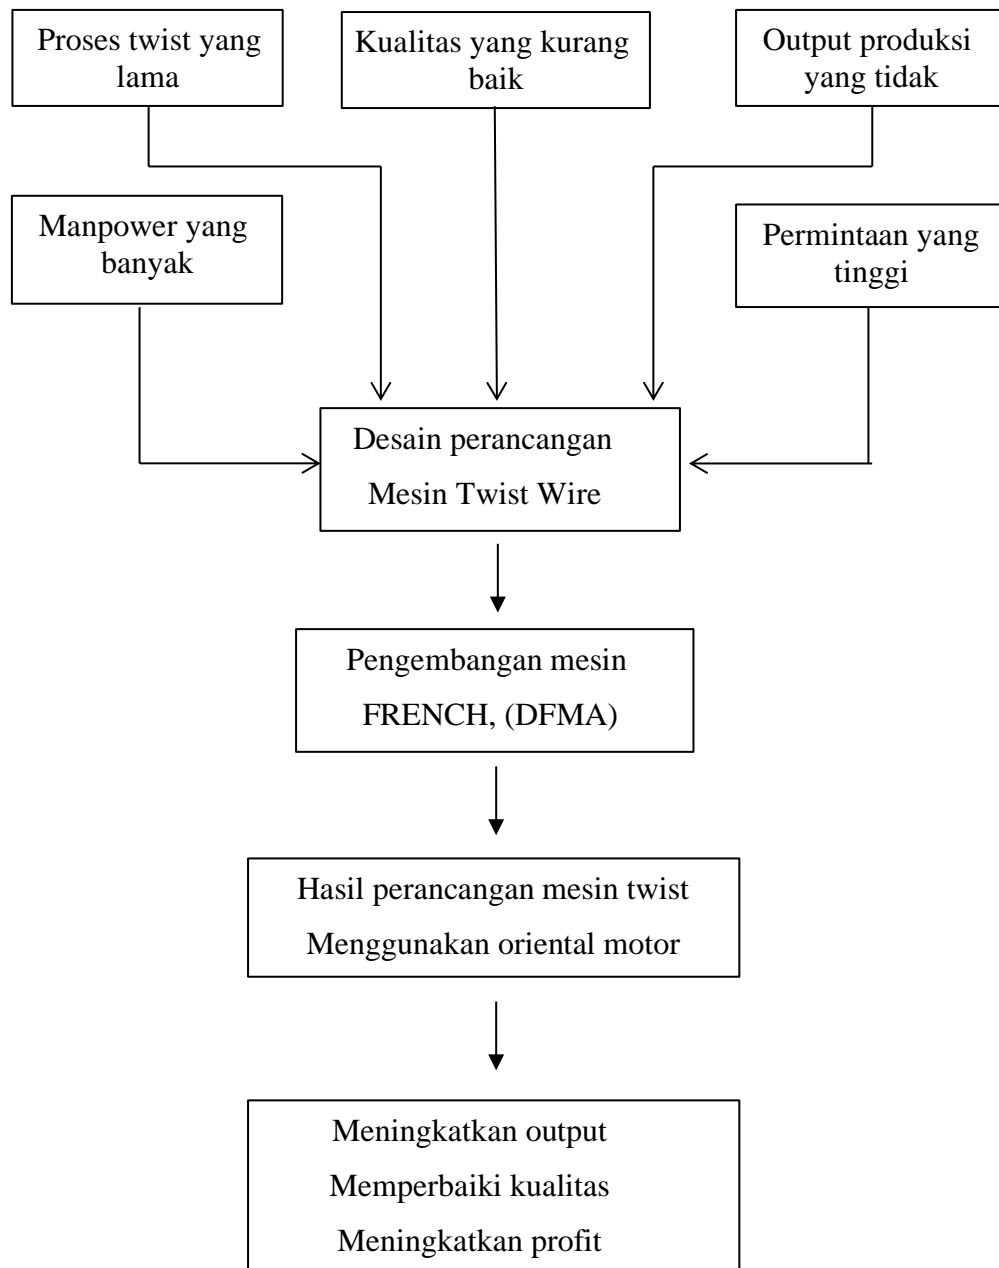 Proses twist yang
lama
Kualitas yang kurang
baik
Output produksi
yang tidak
Manpower yang
banyak
Permintaan yang
tinggi
Desain perancangan
Mesin Twist Wire
Pengembangan mesin
FRENCH, (DFMA)
Hasil perancangan mesin twist
Menggunakan oriental motor
Meningkatkan output
Memperbaiki kualitas
Meningkatkan profit